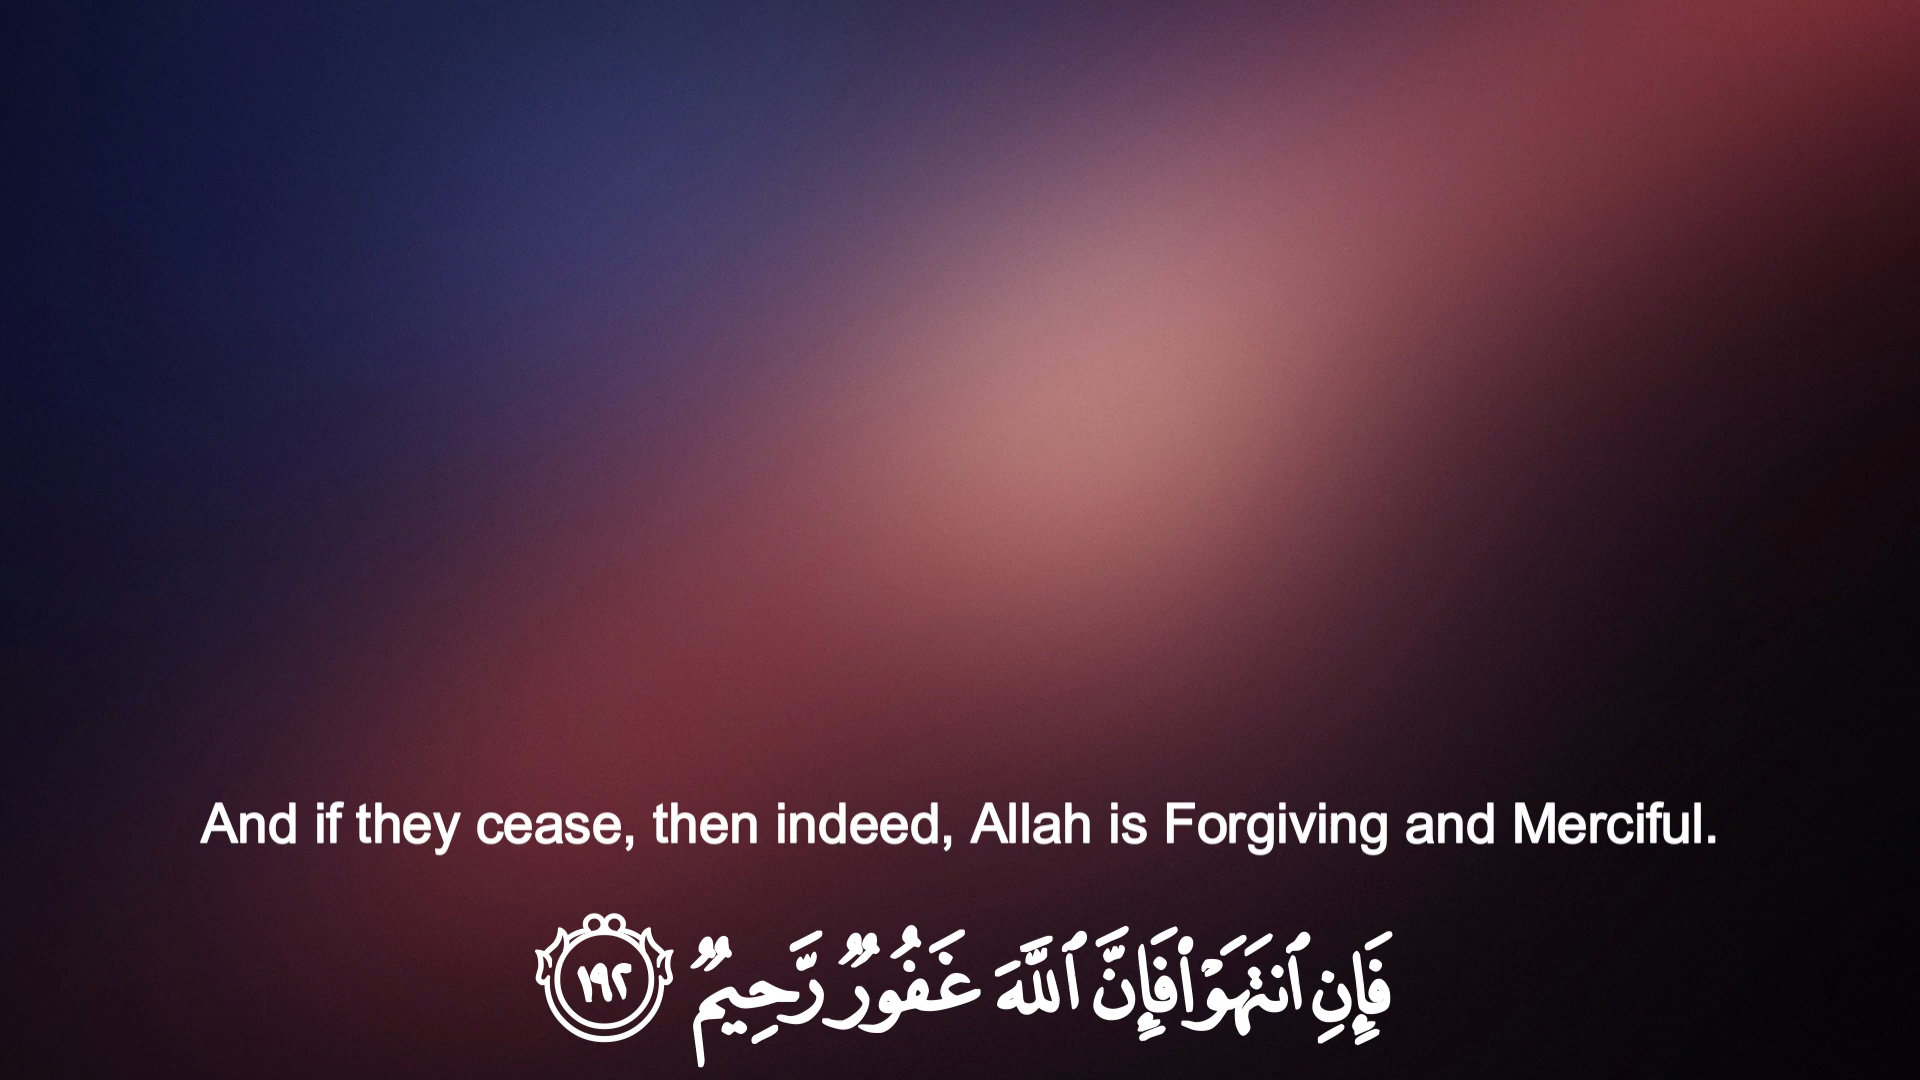 And if they cease, then indeed, Allah is Forgiving and Merciful.
فَإِنِ ٱنتَهَوْا۟ فَإِنَّ ٱللَّهَ غَفُورٌ رَّحِيمٌ ١٩٢